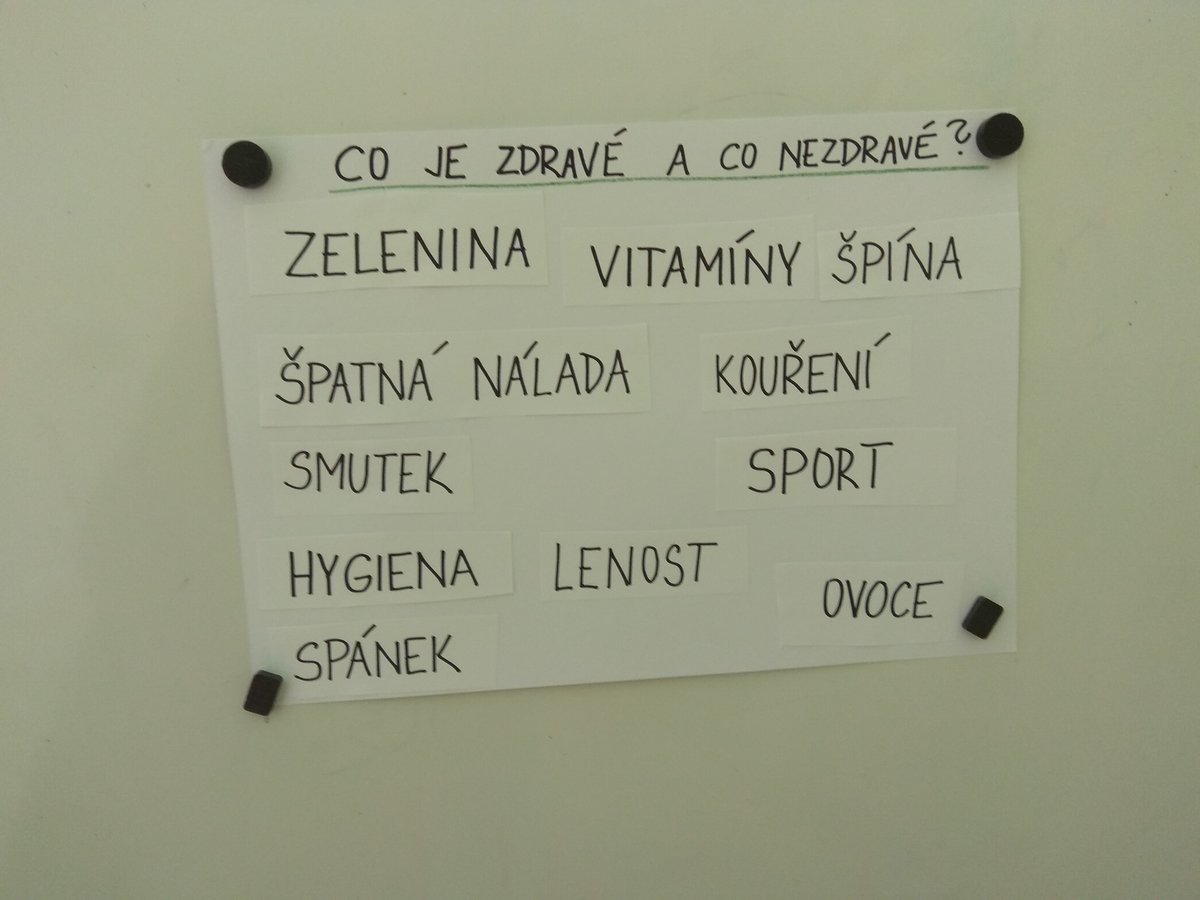 CO JE ZDRAVÉ A CO NEZDRAVÉ?
ZELENINA VITAMÍNY ŠPÍNA
ŠPATNÁ NÁLADA KOUŘENÍ
SMUTEK SPORT
HYGIENA LENOST OVOCE
SPÁNEK